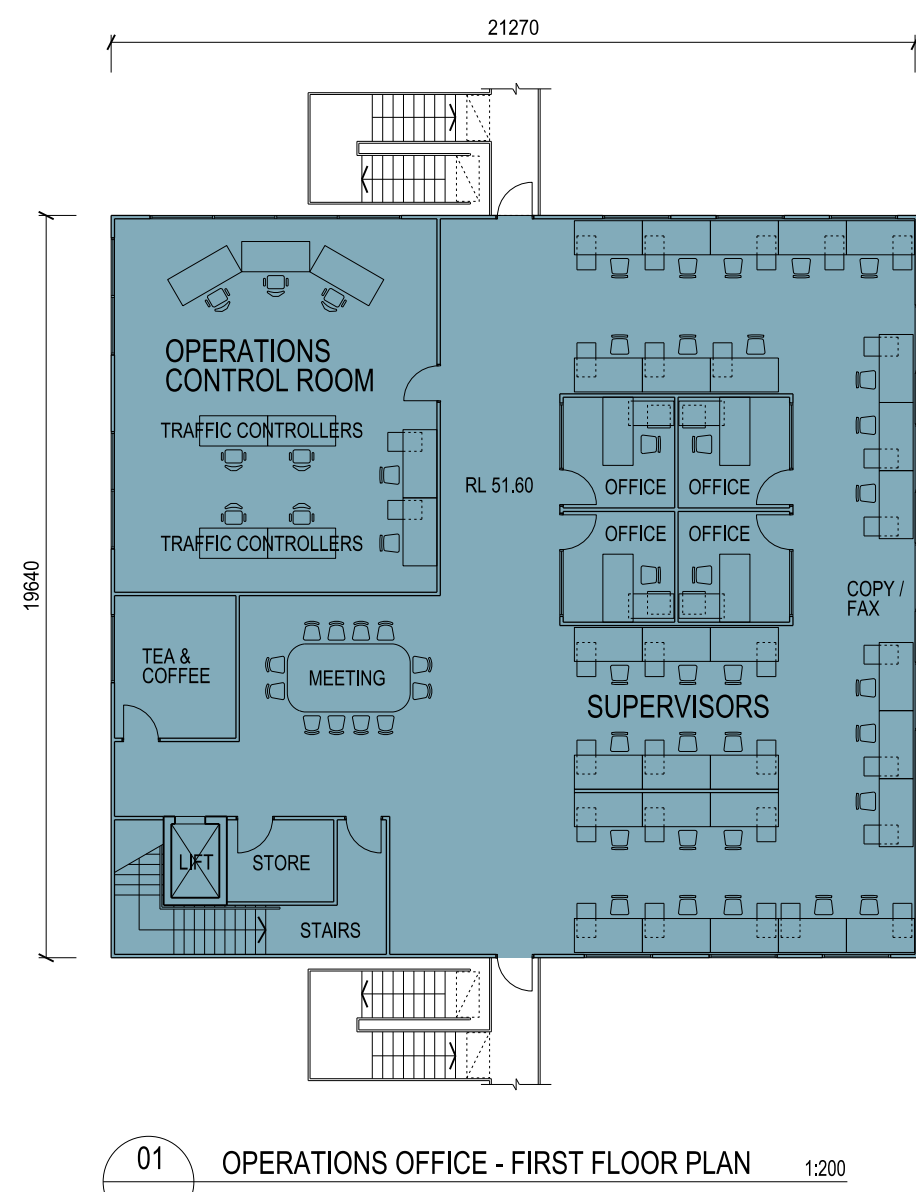 21270
19640
OPERATIONS
CONTROL ROOM
TRAFFIC CONTROLLERS
TRAFFIC CONTROLLERS
RL 51.60
OFFICE
OFFICE
OFFICE
OFFICE
COPY /
FAX
TEA &
COFFEE
MEETING
SUPERVISORS
LIFT
STORE
STAIRS
01
OPERATIONS OFFICE - FIRST FLOOR PLAN
1:200